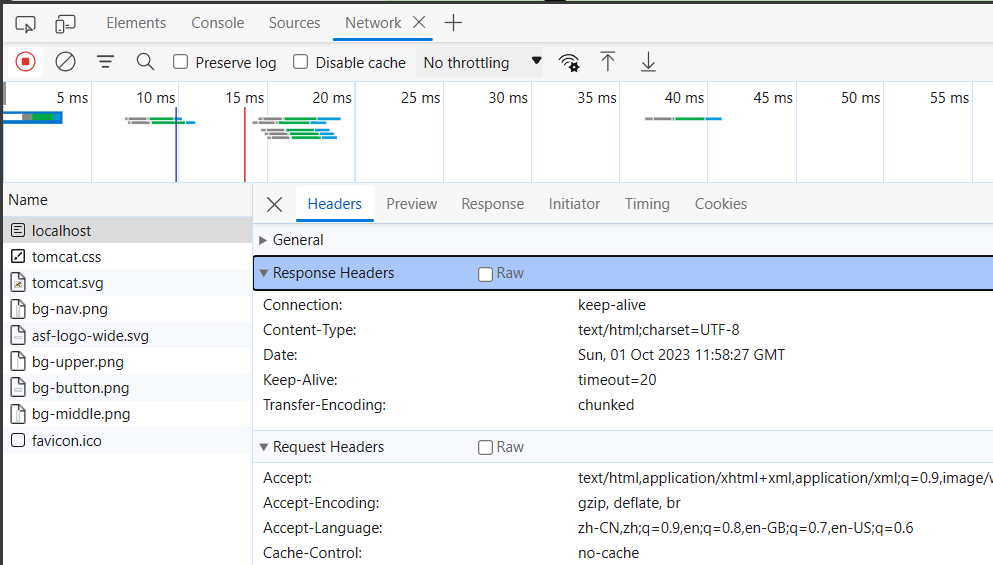 Elements Console Sources Network
Preserve log Disable cache No throttling
5 ms 10 ms 15 ms 20 ms 25 ms 30 ms 35 ms 40 ms 45 ms 50 ms 55 ms
Name
localhost
tomcat.css
tomcat.svg
bg-nav.png
asf-logo-wide.svg
bg-upper.png
bg-button.png
bg-middle.png
favicon.ico
Headers Preview Response Initiator Timing Cookies
General
Response Headers Raw
Connection: keep-alive
Content-Type: text/html;charset=UTF-8
Date: Sun, 01 Oct 2023 11:58:27 GMT
Keep-Alive: timeout=20
Transfer-Encoding: chunked
Request Headers Raw
Accept: text/html,application/xhtml+xml,application/xml;q=0.9,image/w
Accept-Encoding: gzip, deflate, br
Accept-Language: zh-CN,zh;q=0.9,en;q=0.8,en-GB;q=0.7,en-US;q=0.6
Cache-Control: no-cache